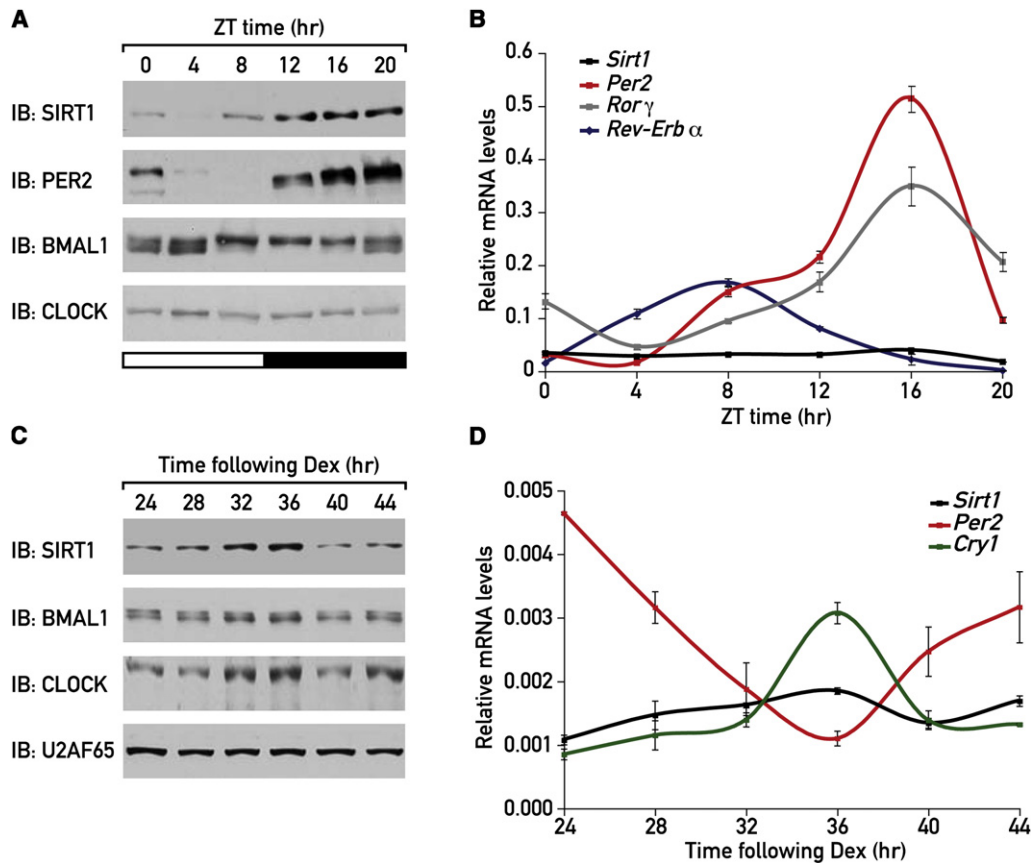 A
ZT time (hr)
0 4 8 12 16 20
IB: SIRT1
IB: PER2
IB: BMAL1
IB: CLOCK
B
Sirt1
Per2
Ror γ
Rev-Erb α
Relative mRNA levels
0.6
0.5
0.4
0.3
0.2
0.1
0
0 4 8 12 16 20
ZT time (hr)
C
Time following Dex (hr)
24 28 32 36 40 44
IB: SIRT1
IB: BMAL1
IB: CLOCK
IB: U2AF65
D
Sirt1
Per2
Cry1
Relative mRNA levels
0.005
0.004
0.003
0.002
0.001
0.000
24 28 32 36 40 44
Time following Dex (hr)